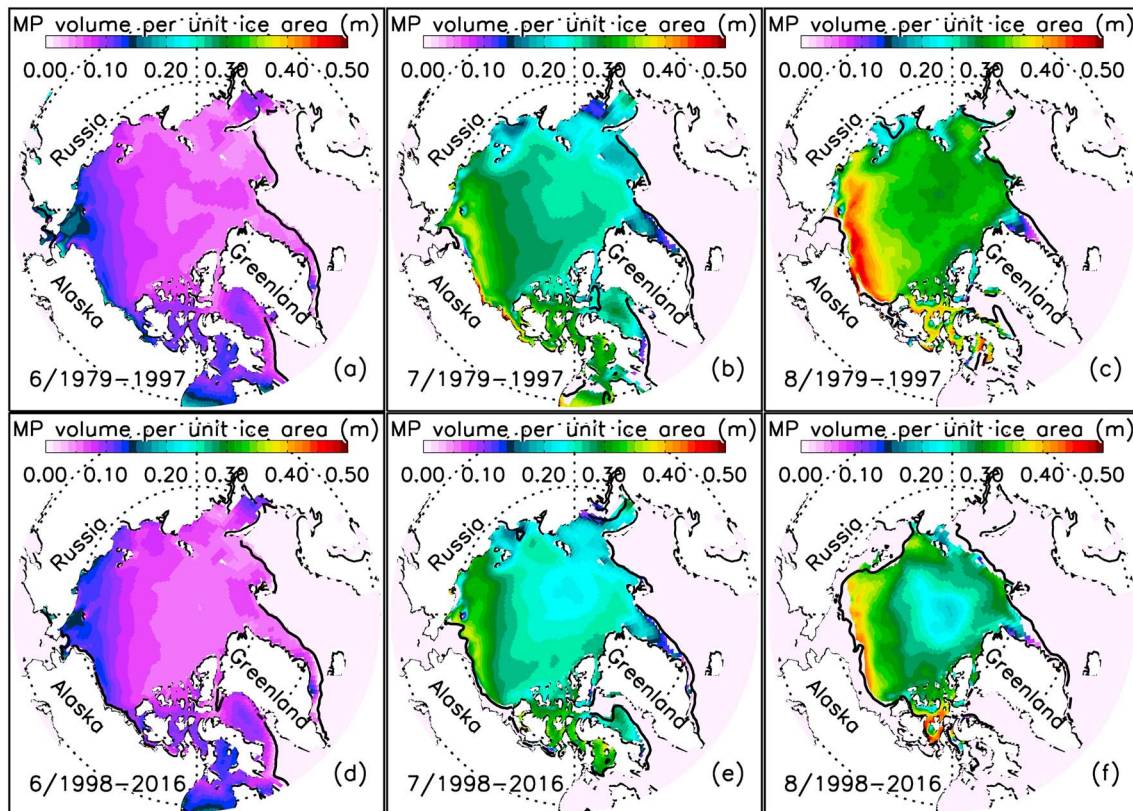 MP volume per unit ice area (m)
0.00 0.10 0.20 0.30 0.40 0.50
Russia
Alaska
Greenland
6/1979-1997
(a)
MP volume per unit ice area (m)
0.00 0.10 0.20 0.30 0.40 0.50
Russia
Alaska
Greenland
7/1979-1997
(b)
MP volume per unit ice area (m)
0.00 0.10 0.20 0.30 0.40 0.50
Russia
Alaska
Greenland
8/1979-1997
(c)
MP volume per unit ice area (m)
0.00 0.10 0.20 0.30 0.40 0.50
Russia
Alaska
Greenland
6/1998-2016
(d)
MP volume per unit ice area (m)
0.00 0.10 0.20 0.30 0.40 0.50
Russia
Alaska
Greenland
7/1998-2016
(e)
MP volume per unit ice area (m)
0.00 0.10 0.20 0.30 0.40 0.50
Russia
Alaska
Greenland
8/1998-2016
(f)